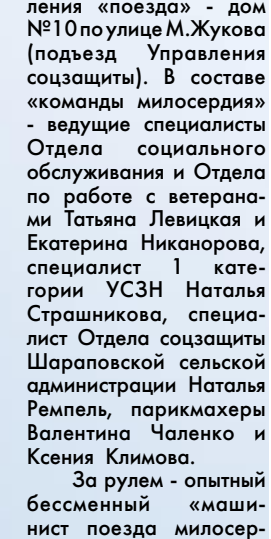 ления «поезда» - дом
№10 по улице М.Жукова
(подъезд Управления
соцзащиты). В составе
«команды милосердия»
- ведущие специалисты
Отдела социального
обслуживания и Отдела
по работе с ветерана-
ми Татьяна Левицкая и
Екатерина Никанорова,
специалист 1 кате-
гории УСЗН Наталья
Страшникова, специа-
лист Отдела соцзащиты
Шараповской сельской
администрации Наталья
Ремпель, парикмахеры
Валентина Чаленко и
Ксения Климова.
За рулем - опытный
бессменный «маши-
нист поезда милосер-